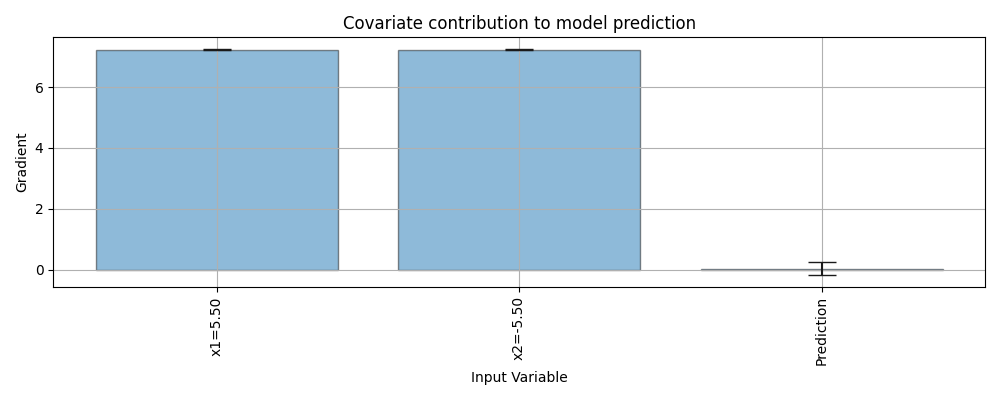 Covariate contribution to model prediction
Gradient
6
4
2
0
x1=5.50
x2=-5.50
Prediction
Input Variable